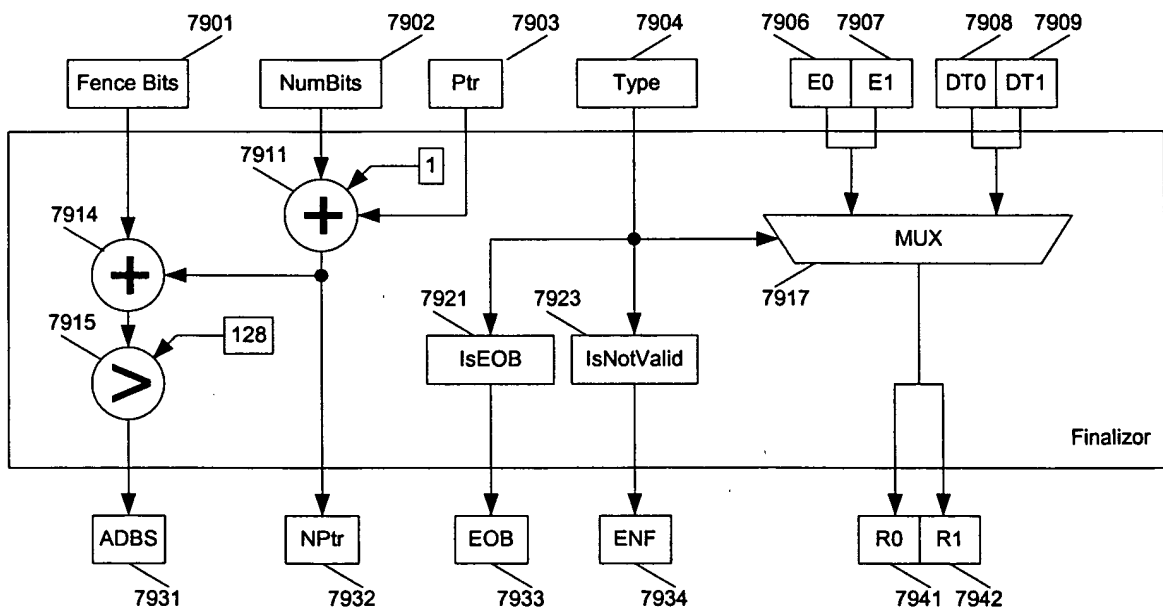 7901 7902 7903 7904 7906 7907 7908 7909
Fence Bits NumBits Ptr Type E0 E1 DT0 DT1
7911 1
+
7914
+
MUX
7917
7921 7923
7915 128
IsEOB IsNotValid
>
Finalizor
ADBS NPtr EOB ENF R0 R1
7931 7932 7933 7934 7941 7942